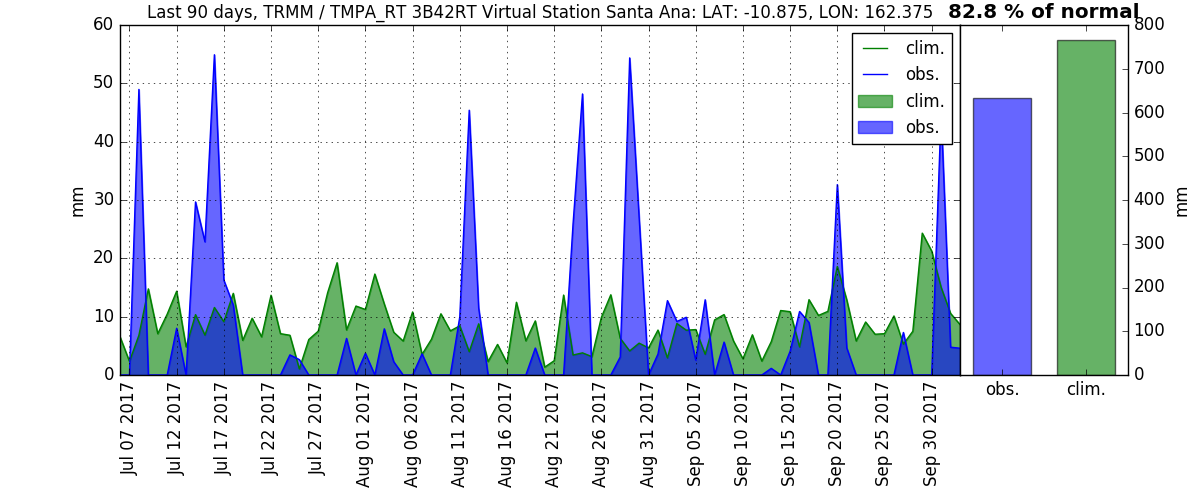 Last 90 days, TRMM / TMPA_RT 3B42RT Virtual Station Santa Ana: LAT: -10.875, LON: 162.375
82.8 % of normal
60
50
40
30
20
10
0
mm
clim.
obs.
clim.
obs.
800
700
600
500
400
300
200
100
0
mm
Jul 07 2017
Jul 12 2017
Jul 17 2017
Jul 22 2017
Jul 27 2017
Aug 01 2017
Aug 06 2017
Aug 11 2017
Aug 16 2017
Aug 21 2017
Aug 26 2017
Aug 31 2017
Sep 05 2017
Sep 10 2017
Sep 15 2017
Sep 20 2017
Sep 25 2017
Sep 30 2017
obs.
clim.